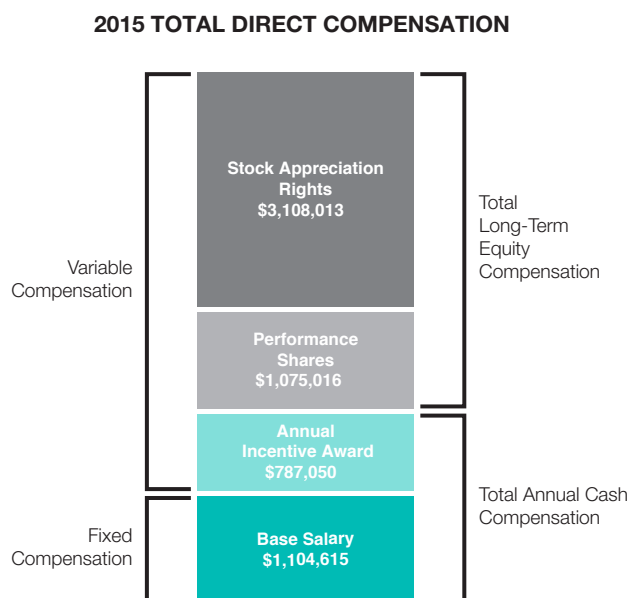 2015 TOTAL DIRECT COMPENSATION
Stock Appreciation
Rights
$3,108,013
Total
Long-Term
Equity
Compensation
Variable
Compensation
Performance
Shares
$1,075,016
Annual
Incentive Award
$787,050
Total Annual Cash
Compensation
Fixed
Compensation
Base Salary
$1,104,615